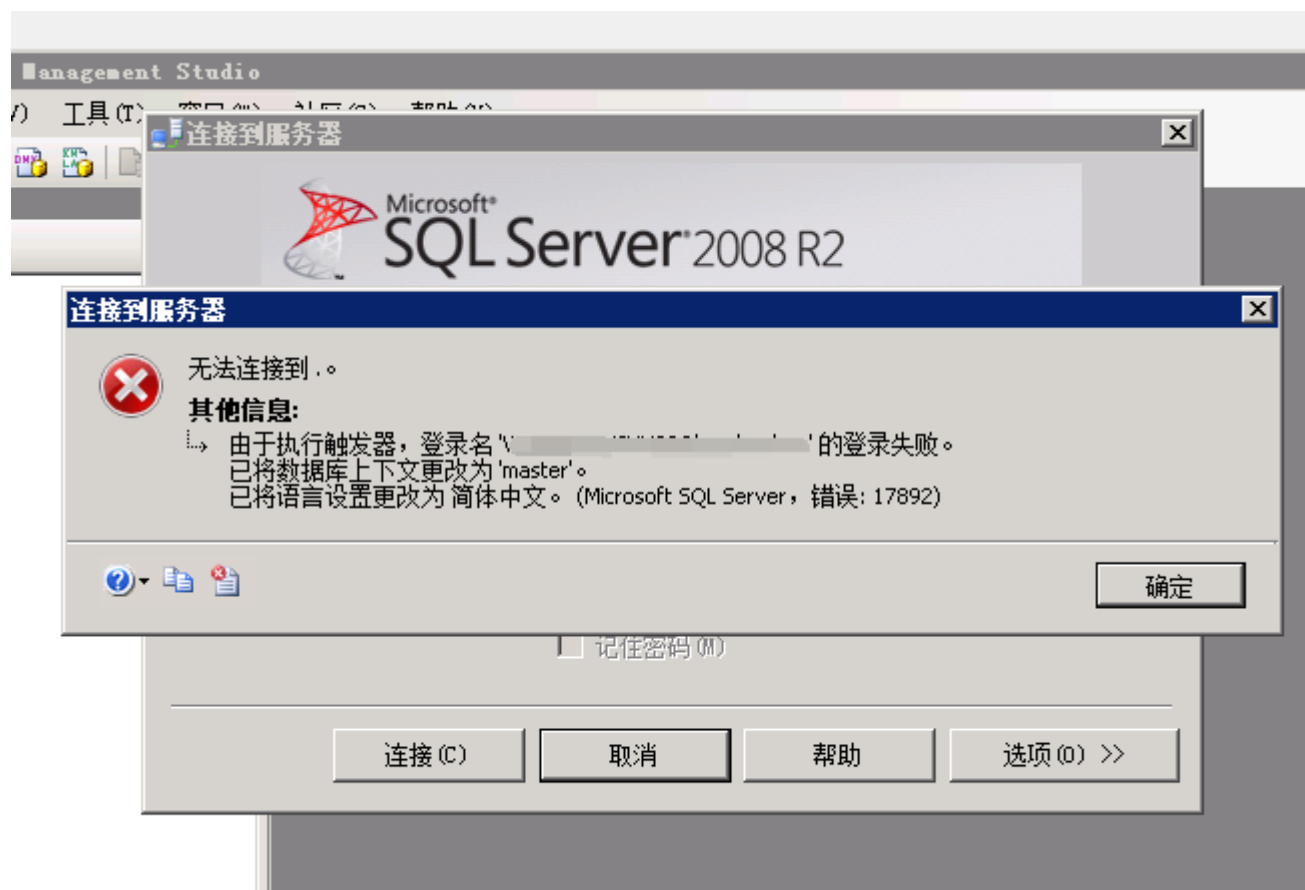 Management Studio
工具(T)
连接到服务器
Microsoft®
SQL Server® 2008 R2
连接到服务器
无法连接到 .。
其他信息:
由于执行触发器，登录名 '\ ' 的登录失败。
已将数据库上下文更改为 'master'。
已将语言设置更改为 简体中文。 (Microsoft SQL Server，错误: 17892)
确定
记住密码(M)
连接(C) 取消 帮助 选项(O) >>